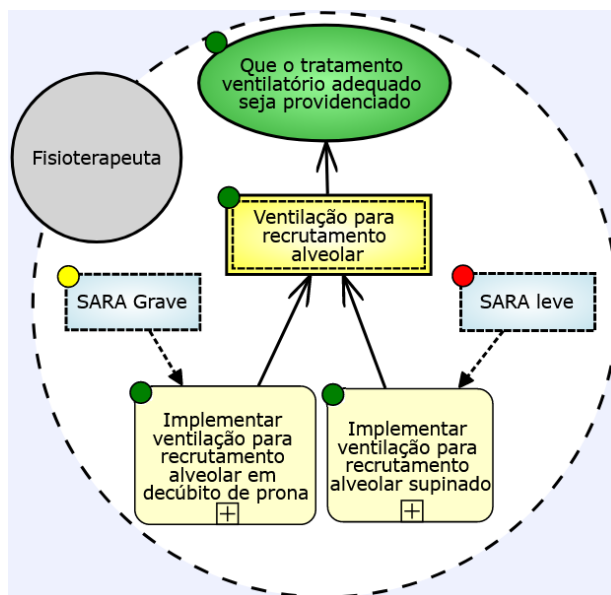 Que o tratamento
ventilatório adequado
seja providenciado
Fisioterapeuta
Ventilação para
recrutamento
alveolar
SARA Grave
SARA leve
Implementar
ventilação para
recrutamento
alveolar em
decúbito de prona
Implementar
ventilação para
recrutamento
alveolar supinado